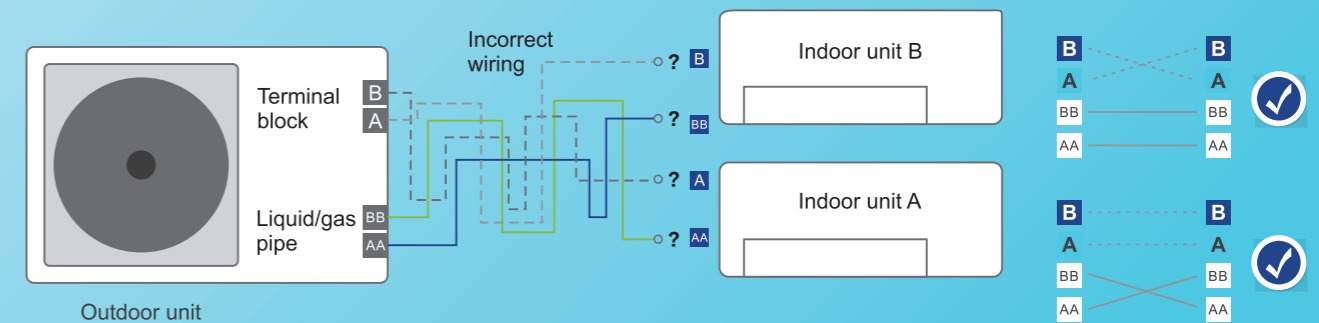 Incorrect
wiring
Terminal
block
B
A
Liquid/gas
pipe
BB
AA
Outdoor unit
? B
? BB
? A
? AA
Indoor unit B
Indoor unit A
B B
A A
BB BB
AA AA
B B
A A
BB BB
AA AA